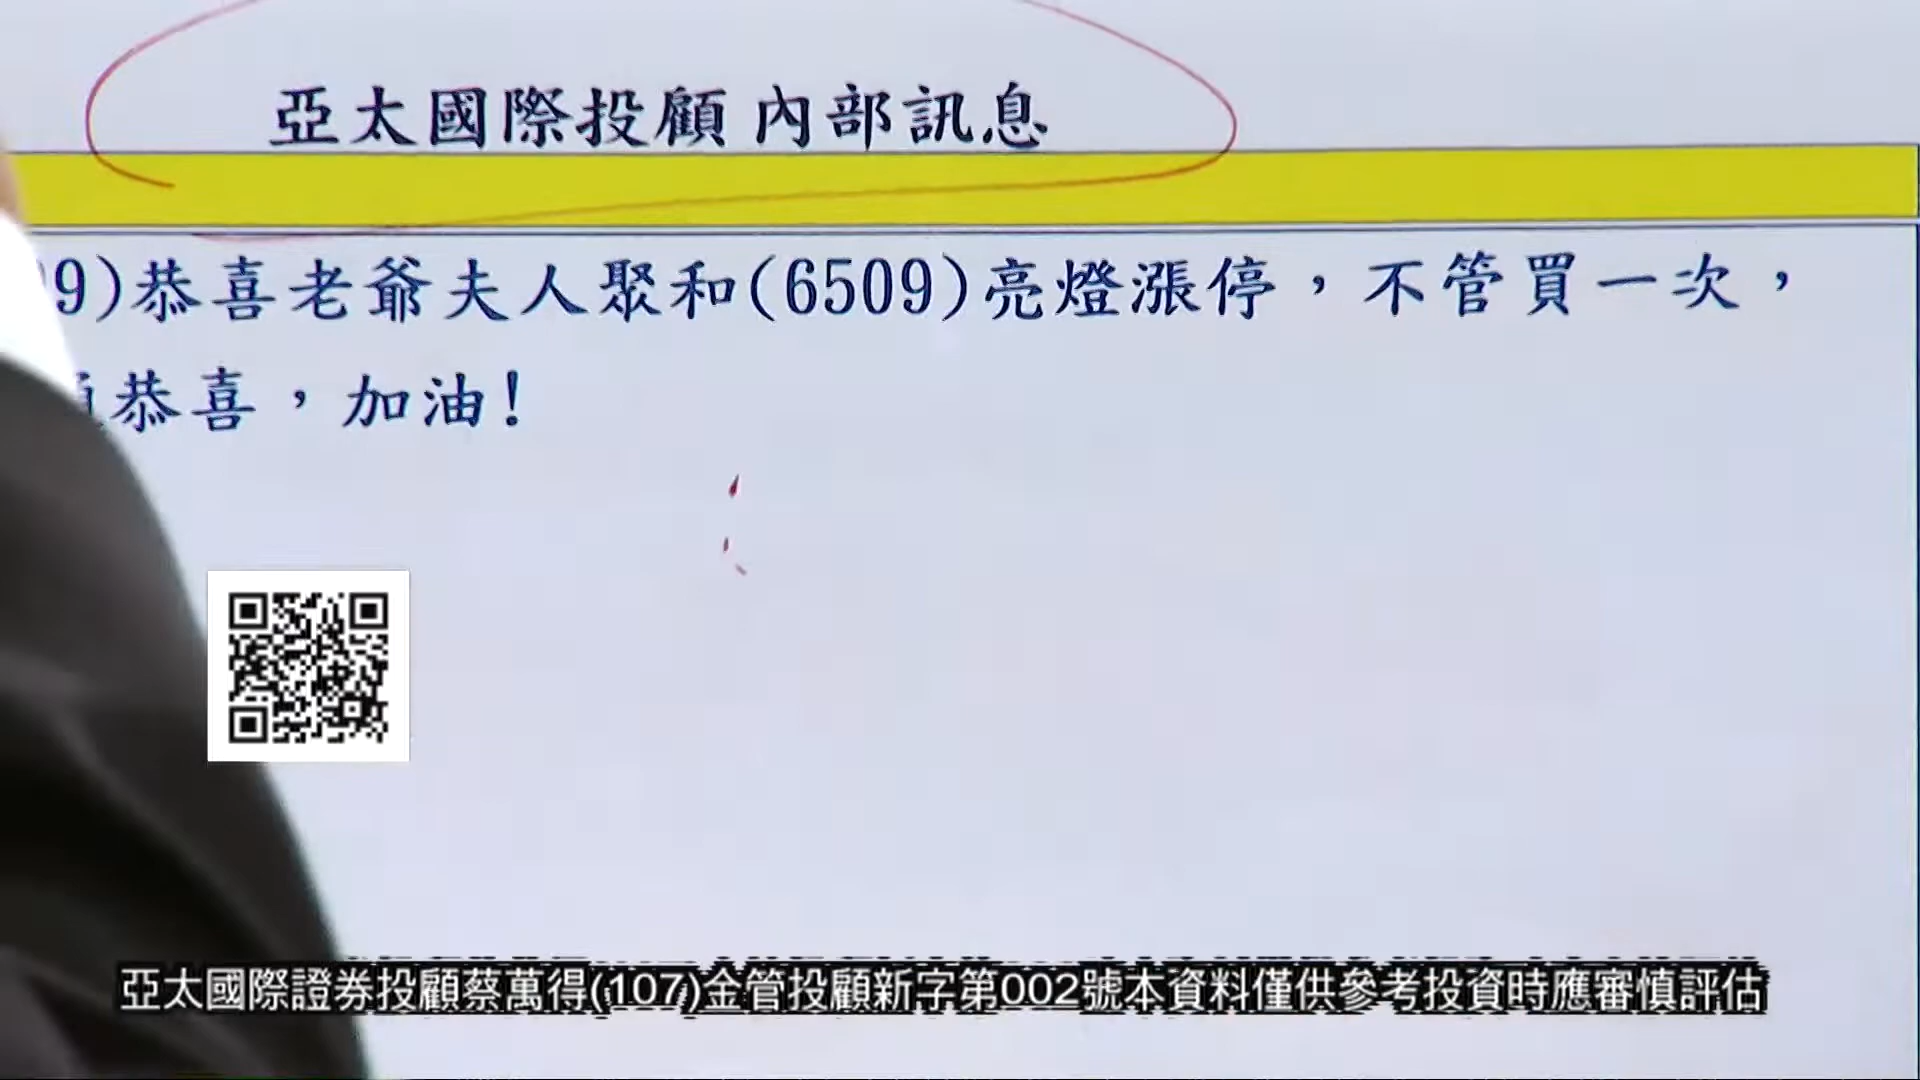 亞太國際投顧 內部訊息
9)恭喜老爺夫人聚和(6509)亮燈漲停，不管買一次，
恭喜，加油!
亞太國際證券投顧蔡萬得(107)金管投顧新字第002號本資料僅供參考投資時應審慎評估